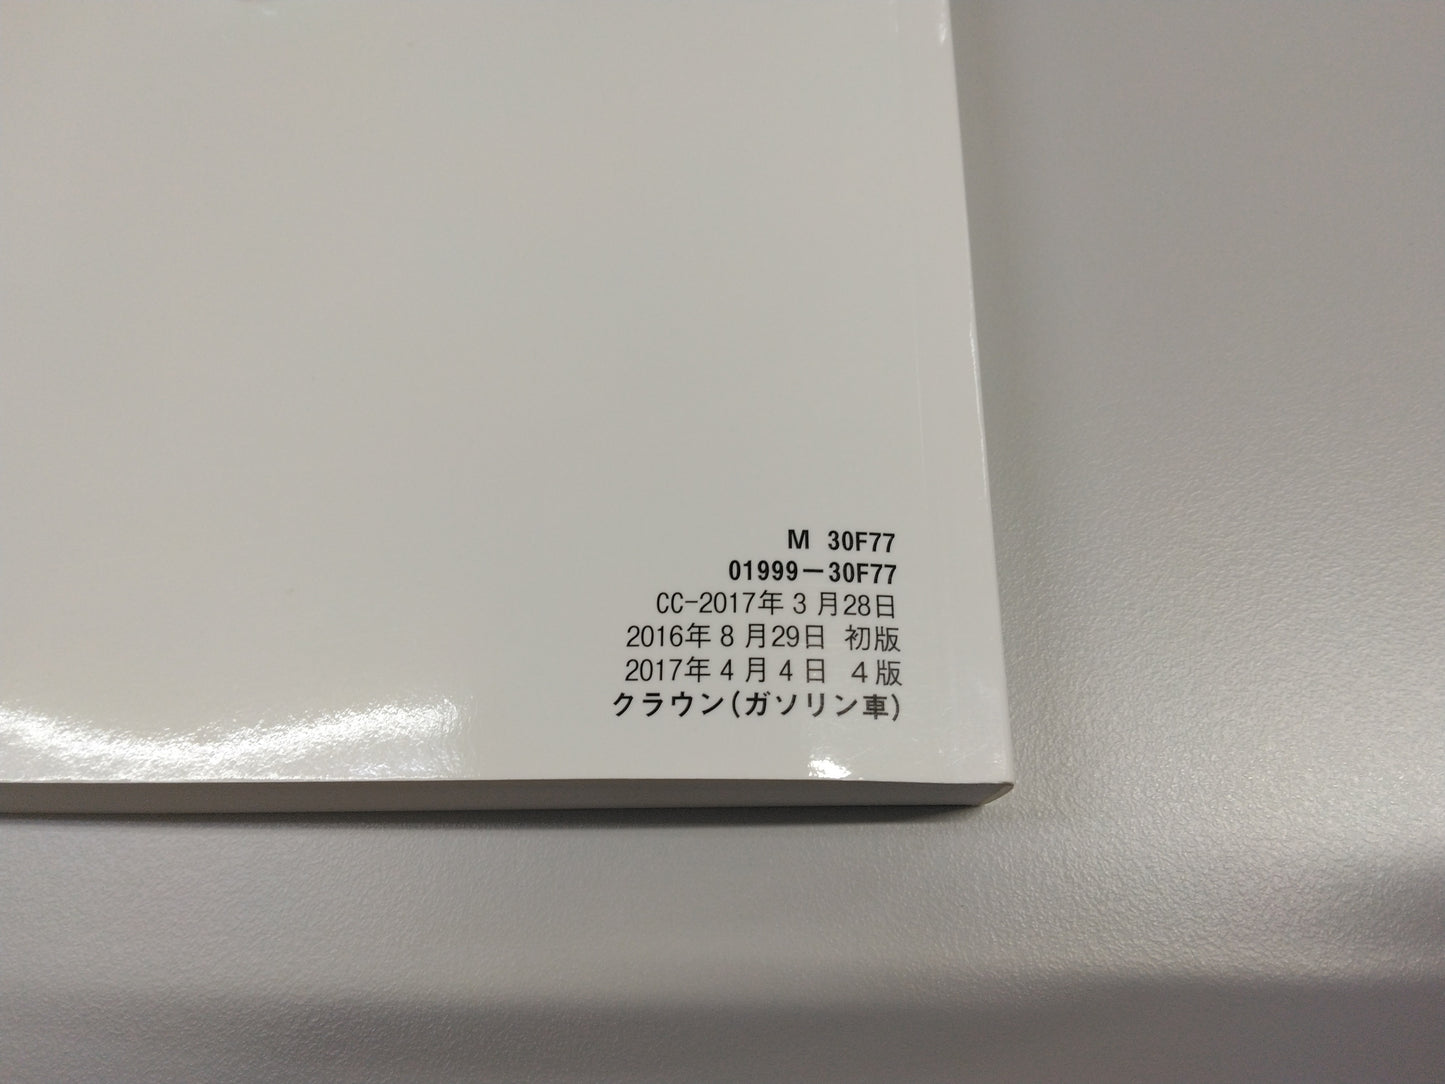 M 30F77
01999−30F77
CC-2017年3月28日
2016年8月29日 初版
2017年4月4日 4版
クラウン(ガソリン車)